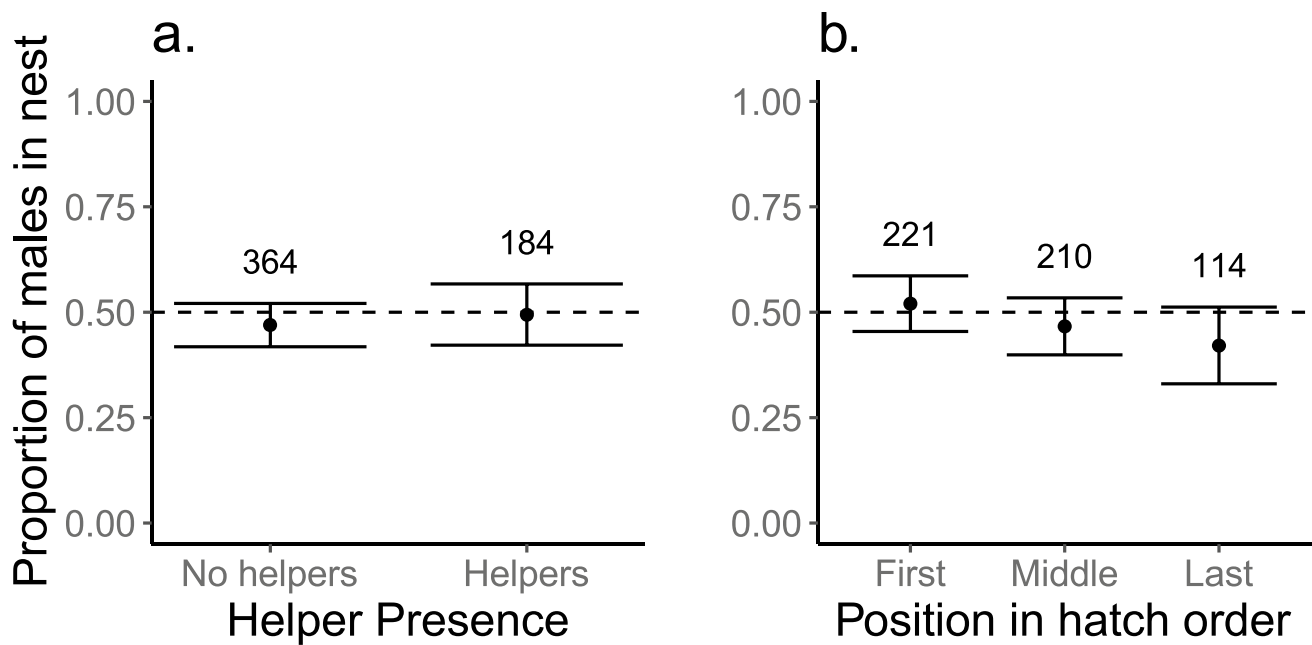 a.
Proportion of males in nest
1.00
0.75
0.50
0.25
0.00
364
184
No helpers
Helpers
Helper Presence
b.
1.00
0.75
0.50
0.25
0.00
221
210
114
First
Middle
Last
Position in hatch order